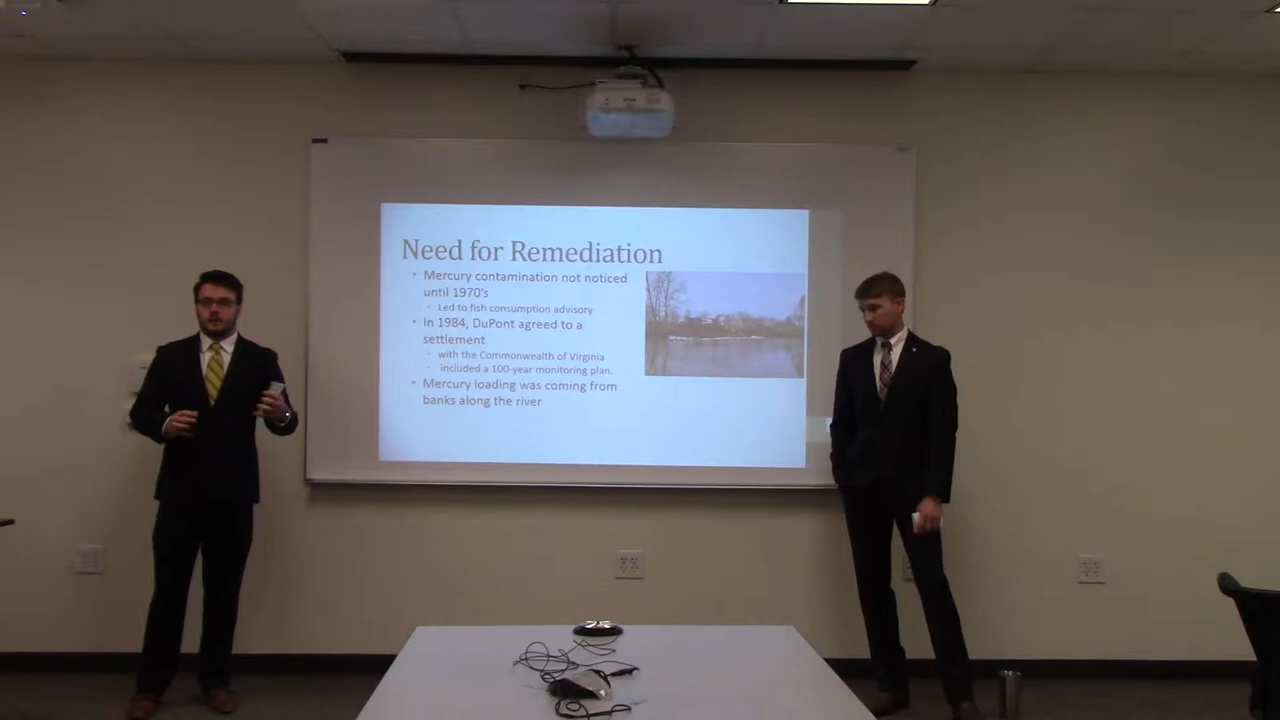 Need for Remediation
Mercury contamination not noticed
until 1970's
Led to fish consumption advisory
In 1984, DuPont agreed to a
settlement
with the Commonwealth of Virginia
included a 100-year monitoring plan.
Mercury loading was coming from
banks along the river